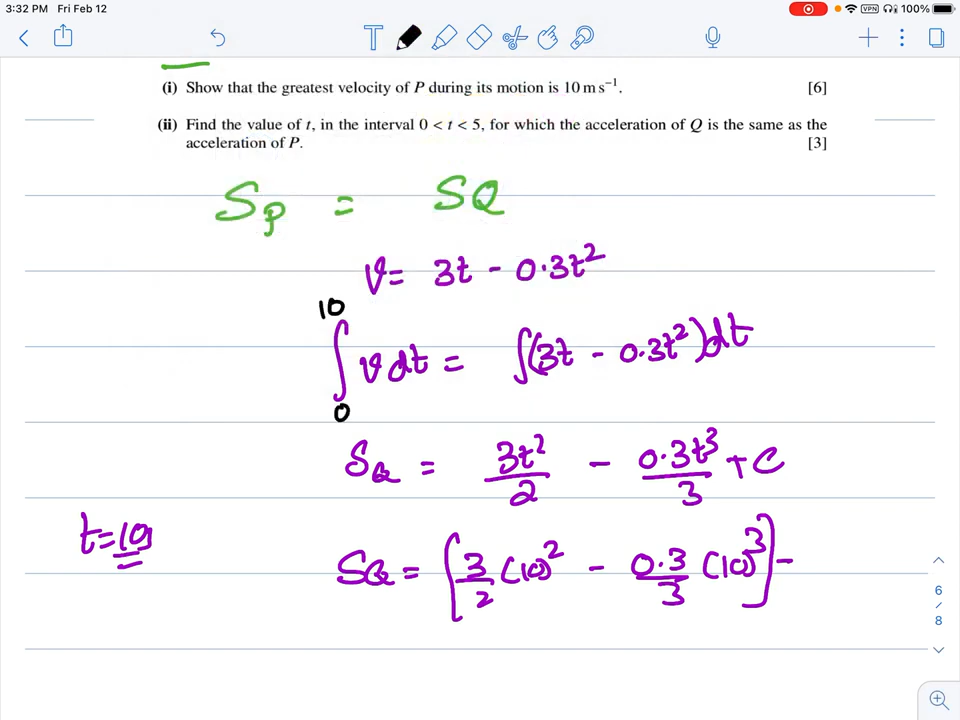 3:32 PM Fri Feb 12
VPN 100%
(i) Show that the greatest velocity of P during its motion is 10 m s⁻¹. [6]
(ii) Find the value of t, in the interval 0 < t < 5, for which the acceleration of Q is the same as the
acceleration of P. [3]
S_P = SQ
V = 3t - 0.3t²
∫₀¹⁰ v dt = ∫(3t - 0.3t²)dt
S_Q = 3t²/2 - 0.3t³/3 + C
t=10
SQ = [3/2 (10)² - 0.3/3 (10)³] -
6
/
8